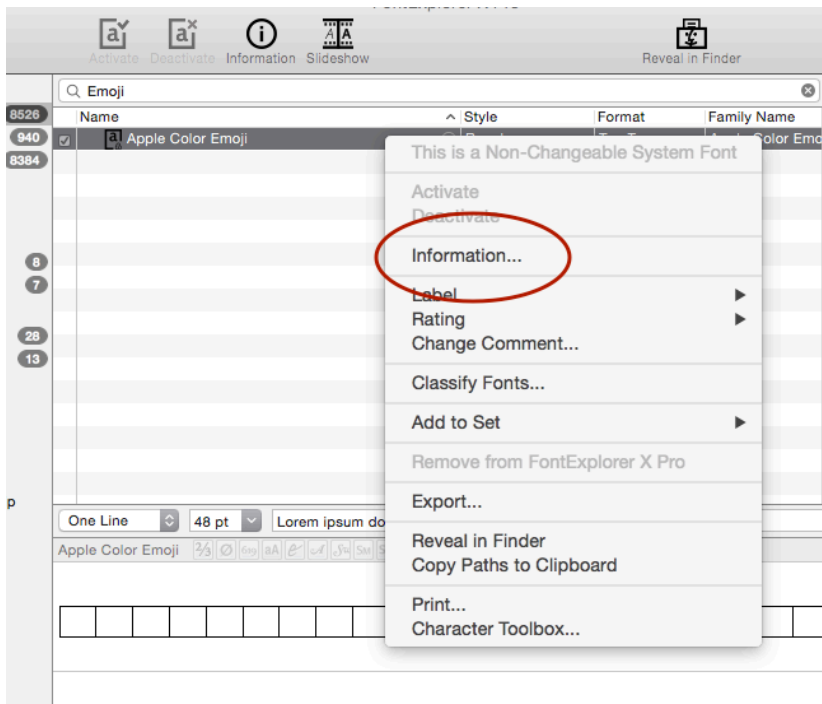 Activate Deactivate Information Slideshow Reveal in Finder
Emoji
8526 Name Style Format Family Name
940 Apple Color Emoji Color Emo
8384
This is a Non-Changeable System Font
Activate
Deactivate
Information...
8
7
Label
Rating
28
Change Comment...
13
Classify Fonts...
Add to Set
Remove from FontExplorer X Pro
p
Export...
One Line 48 pt Lorem ipsum do
Reveal in Finder
Apple Color Emoji
Copy Paths to Clipboard
Print...
Character Toolbox...